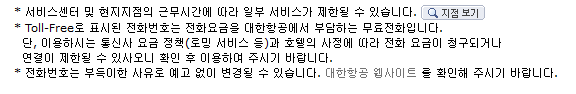 * 서비스센터 및 현지지점의 근무시간에 따라 일부 서비스가 제한될 수 있습니다. 지점 보기
* Toll-Free로 표시된 전화번호는 전화요금을 대한항공에서 부담하는 무료전화입니다.
단, 이용하시는 통신사 요금 정책(로밍 서비스 등)과 호텔의 사정에 따라 전화 요금이 청구되거나
연결이 제한될 수 있사오니 확인 후 이용하여 주시기 바랍니다.
* 전화번호는 부득이한 사유로 예고 없이 변경될 수 있습니다. 대한항공 웹사이트 을 확인해 주시기 바랍니다.